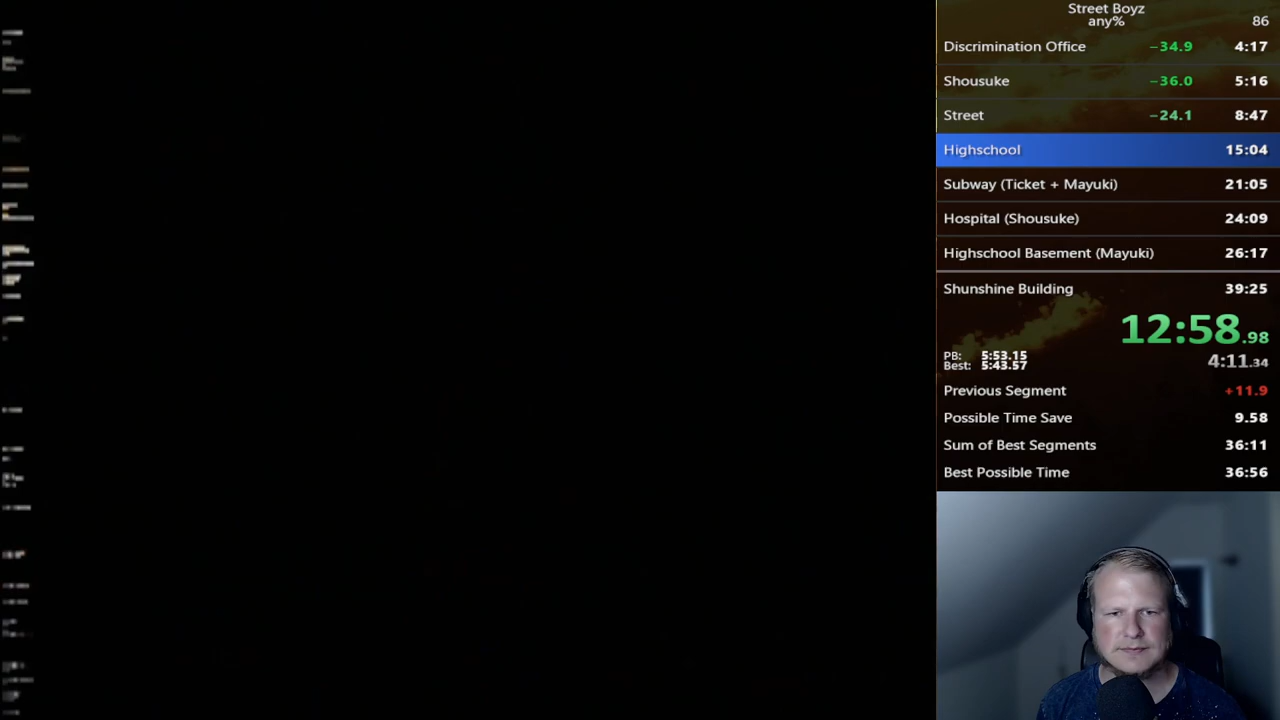 Street Boyz
any%
86
Discrimination Office −34.9 4:17
Shousuke −36.0 5:16
Street −24.1 8:47
Highschool 15:04
Subway (Ticket + Mayuki) 21:05
Hospital (Shousuke) 24:09
Highschool Basement (Mayuki) 26:17
Shunshine Building 39:25
12:58.98
PB: 5:53.15
Best: 5:43.57
4:11.34
Previous Segment +11.9
Possible Time Save 9.58
Sum of Best Segments 36:11
Best Possible Time 36:56